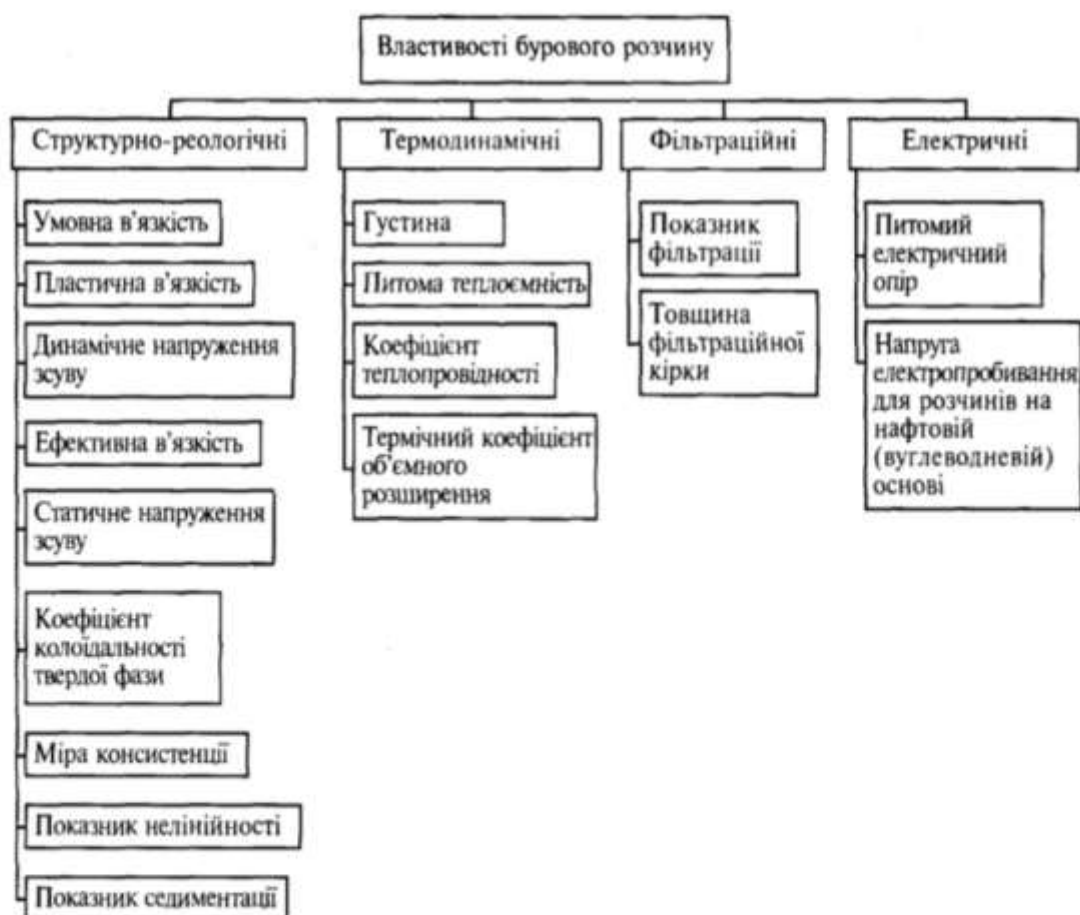 Властивості бурового розчину
Структурно-реологічні
Умовна в'язкість
Пластична в'язкість
Динамічне напруження
зсуву
Ефективна в'язкість
Статичне напруження
зсуву
Коефіцієнт
колоїдальності
твердої фази
Міра консистенції
Показник нелінійності
Показник седиментації
Термодинамічні
Густина
Питома теплоємність
Коефіцієнт
теплопровідності
Термічний коефіцієнт
об'ємного
розширення
Фільтраційні
Показник
фільтрації
Товщина
фільтраційної
кірки
Електричні
Питомий
електричний
опір
Напруга
електропробивання
для розчинів на
нафтовій
(вуглеводневій)
основі